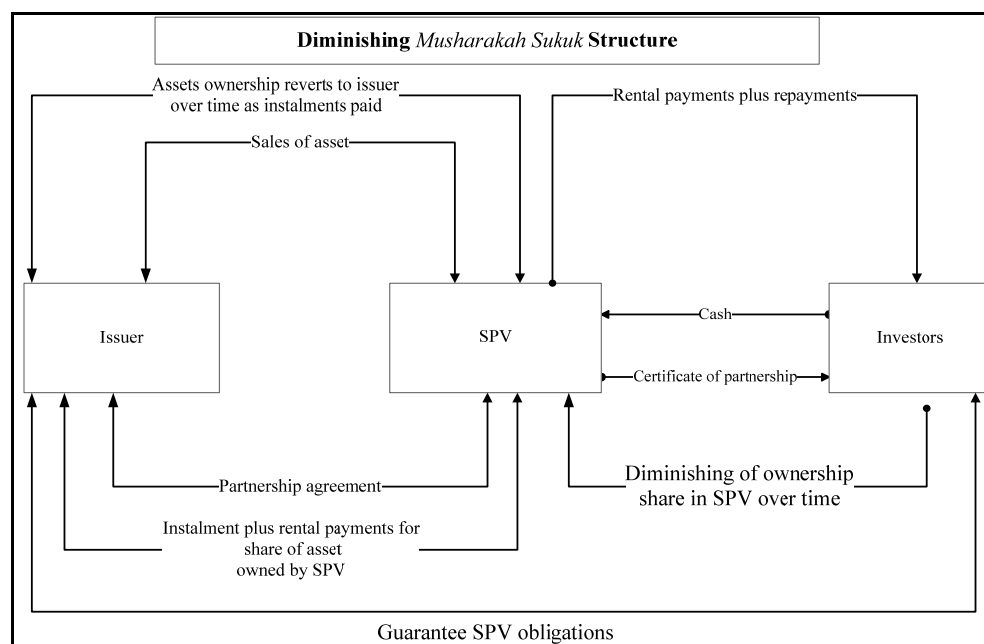 Diminishing Musharakah Sukuk Structure
Assets ownership reverts to issuer
over time as instalments paid
Rental payments plus repayments
Sales of asset
Issuer
SPV
Cash
Certificate of partnership
Investors
Partnership agreement
Diminishing of ownership
share in SPV over time
Instalment plus rental payments for
share of asset
owned by SPV
Guarantee SPV obligations